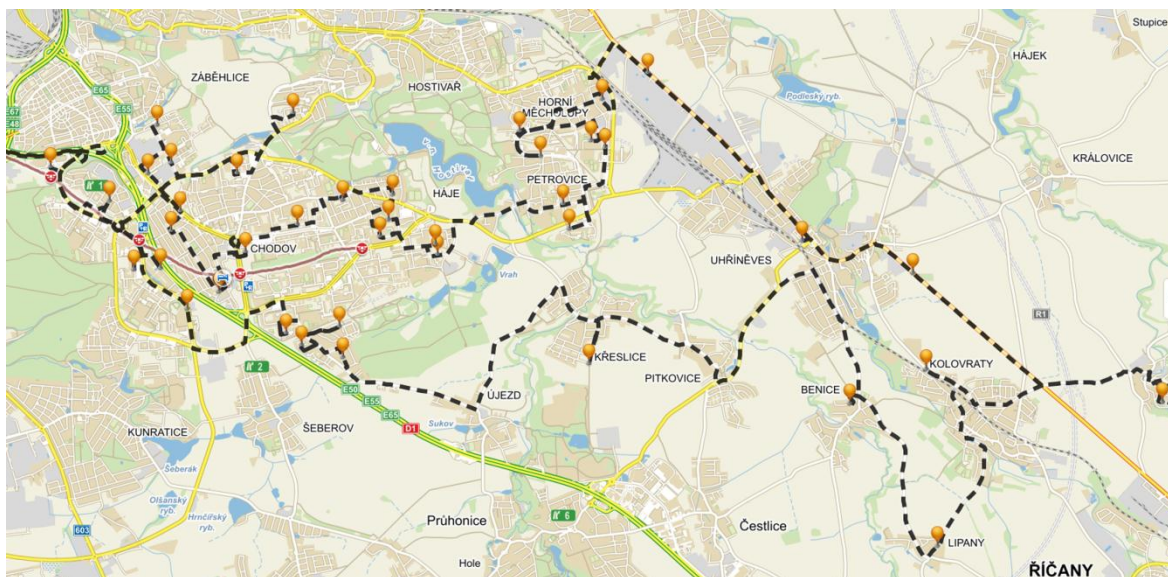 Stupice
E65
ZÁBĚHLICE
HOSTIVAŘ
HÁJEK
E55
E67
HORNÍ
MĚCHOLUPY
Podleský ryb.
KRÁLOVICE
HÁJE
PETROVICE
CHODOV
UHŘÍNĚVES
Vrah
R1
KŘESLICE
KOLOVRATY
2
E50
PITKOVICE
E55
ÚJEZD
BENICE
E65
ŠEBEROV
D1
Sukov
KUNRATICE
Šeberák
Olšanský
ryb.
Hrnčířský
ryb.
603
Průhonice
6
Čestlice
LIPANY
Hole
ŘÍČANY